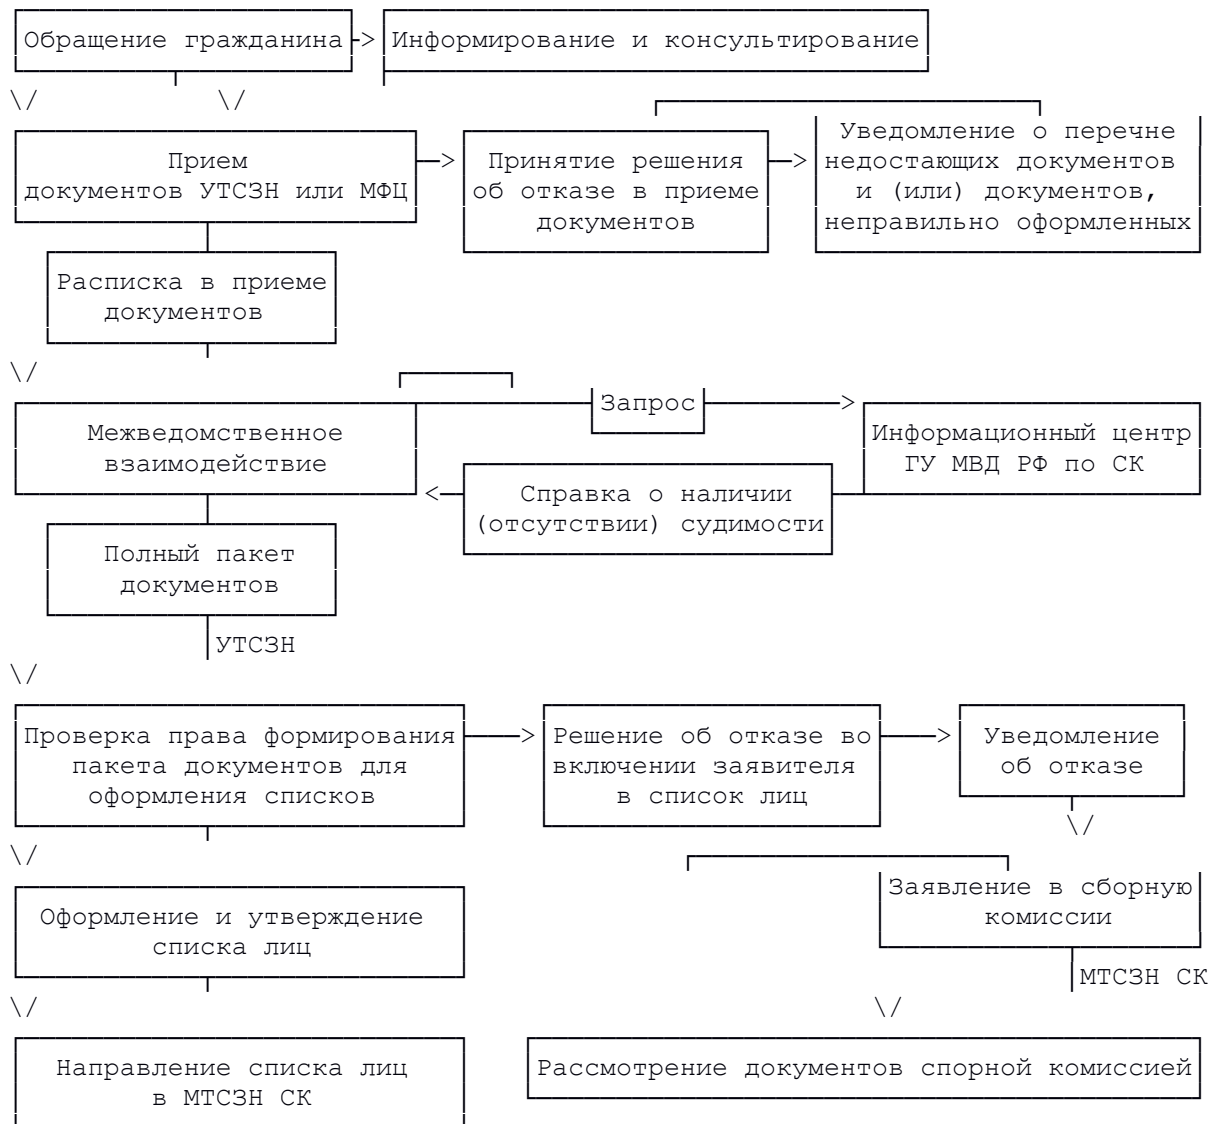 Обращение гражданина
Информирование и консультирование
Прием
документов УТСЗН или МФЦ
Принятие решения
об отказе в приеме
документов
Уведомление о перечне
недостающих документов
и (или) документов,
неправильно оформленных
Расписка в приеме
документов
Запрос
Межведомственное
взаимодействие
Информационный центр
ГУ МВД РФ по СК
Справка о наличии
(отсутствии) судимости
Полный пакет
документов
УТСЗН
Проверка права формирования
пакета документов для
оформления списков
Решение об отказе во
включении заявителя
в список лиц
Уведомление
об отказе
Оформление и утверждение
списка лиц
Заявление в сборную
комиссии
МТСЗН СК
Направление списка лиц
в МТСЗН СК
Рассмотрение документов спорной комиссией